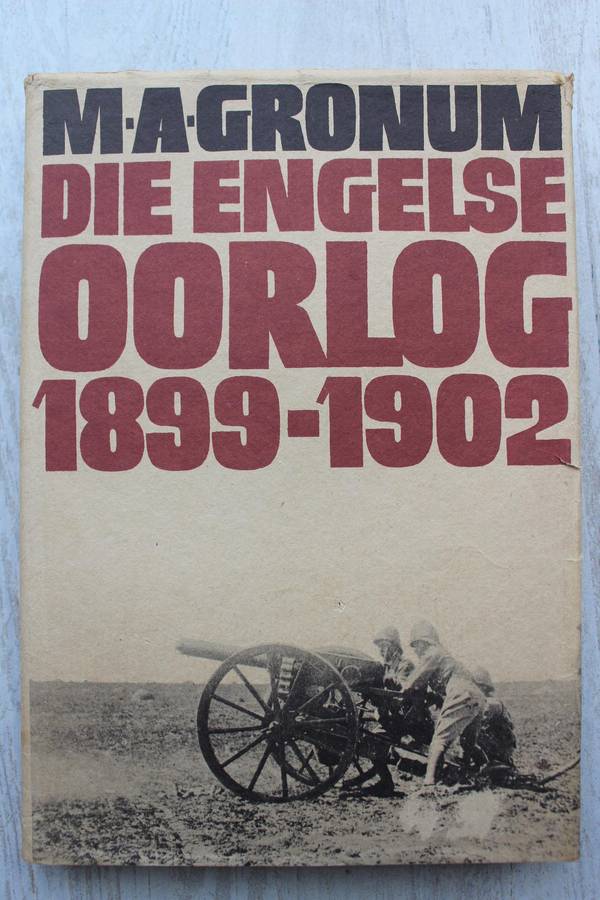 M·A·GRONUM
DIE ENGELSE
OORLOG
1899-1902